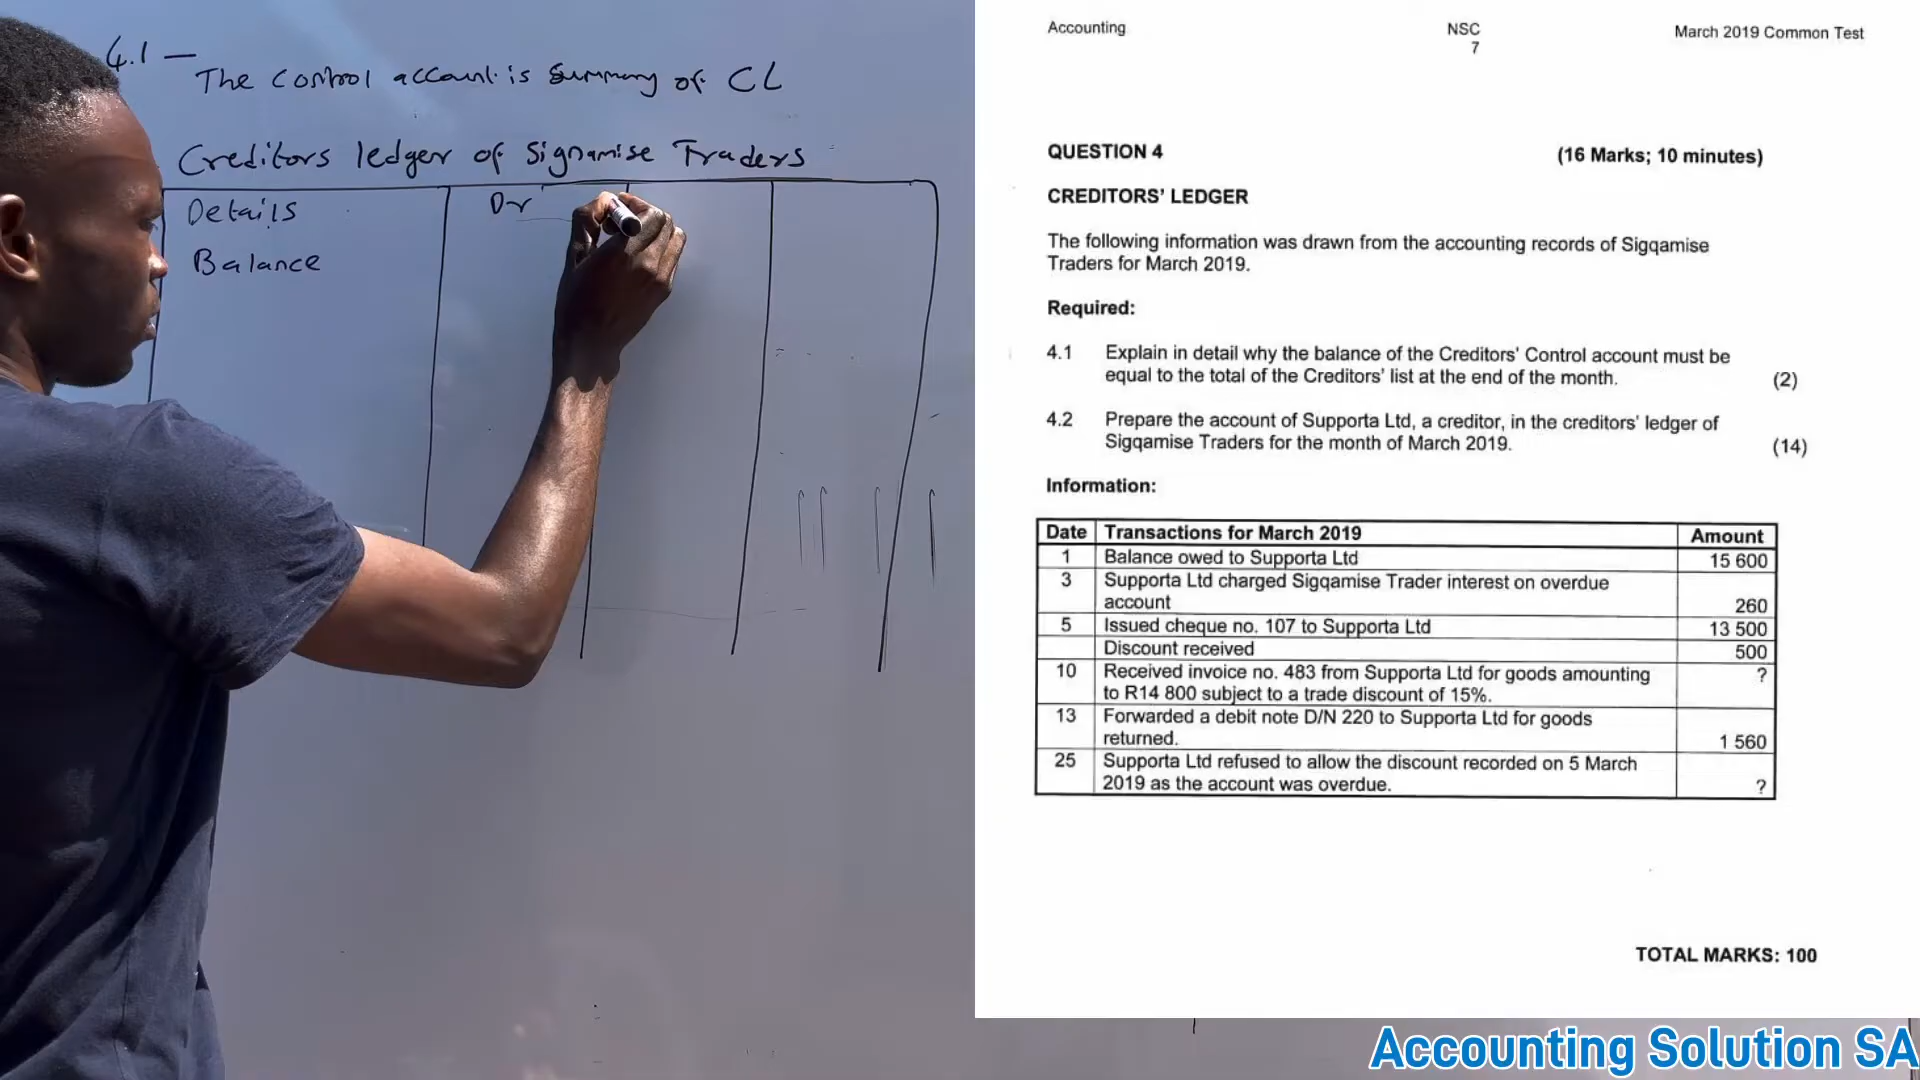 4.1 —
The control account is summary of CL
Creditors ledger of Signamise Traders
Details Dr
Balance
Accounting NSC March 2019 Common Test
7
QUESTION 4 (16 Marks; 10 minutes)
CREDITORS' LEDGER
The following information was drawn from the accounting records of Sigqamise
Traders for March 2019.
Required:
4.1 Explain in detail why the balance of the Creditors' Control account must be
equal to the total of the Creditors' list at the end of the month. (2)
4.2 Prepare the account of Supporta Ltd, a creditor, in the creditors' ledger of
Sigqamise Traders for the month of March 2019. (14)
Information:
Date Transactions for March 2019 Amount
1 Balance owed to Supporta Ltd 15 600
3 Supporta Ltd charged Sigqamise Trader interest on overdue
account 260
5 Issued cheque no. 107 to Supporta Ltd 13 500
Discount received 500
10 Received invoice no. 483 from Supporta Ltd for goods amounting ?
to R14 800 subject to a trade discount of 15%.
13 Forwarded a debit note D/N 220 to Supporta Ltd for goods
returned. 1 560
25 Supporta Ltd refused to allow the discount recorded on 5 March
2019 as the account was overdue. ?
TOTAL MARKS: 100
Accounting Solution SA